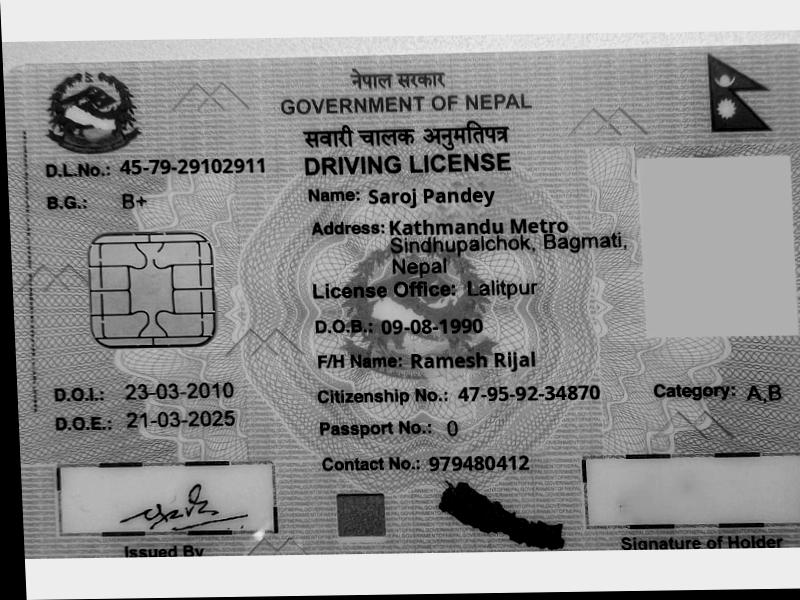 नेपाल सरकार
GOVERNMENT OF NEPAL
सवारी चालक अनुमतिपत्र
DRIVING LICENSE
D.L.No.: 45-79-29102911
B.G.: B+
Name: Saroj Pandey
Address: Kathmandu Metro
Sindhupalchok, Bagmati,
Nepal
License Office: Lalitpur
D.O.B.: 09-08-1990
F/H Name: Ramesh Rijal
D.O.I.: 23-03-2010
Citizenship No.: 47-95-92-34870
Category: A,B
D.O.E.: 21-03-2025
Passport No.: 0
Contact No.: 979480412
Issued By
Signature of Holder